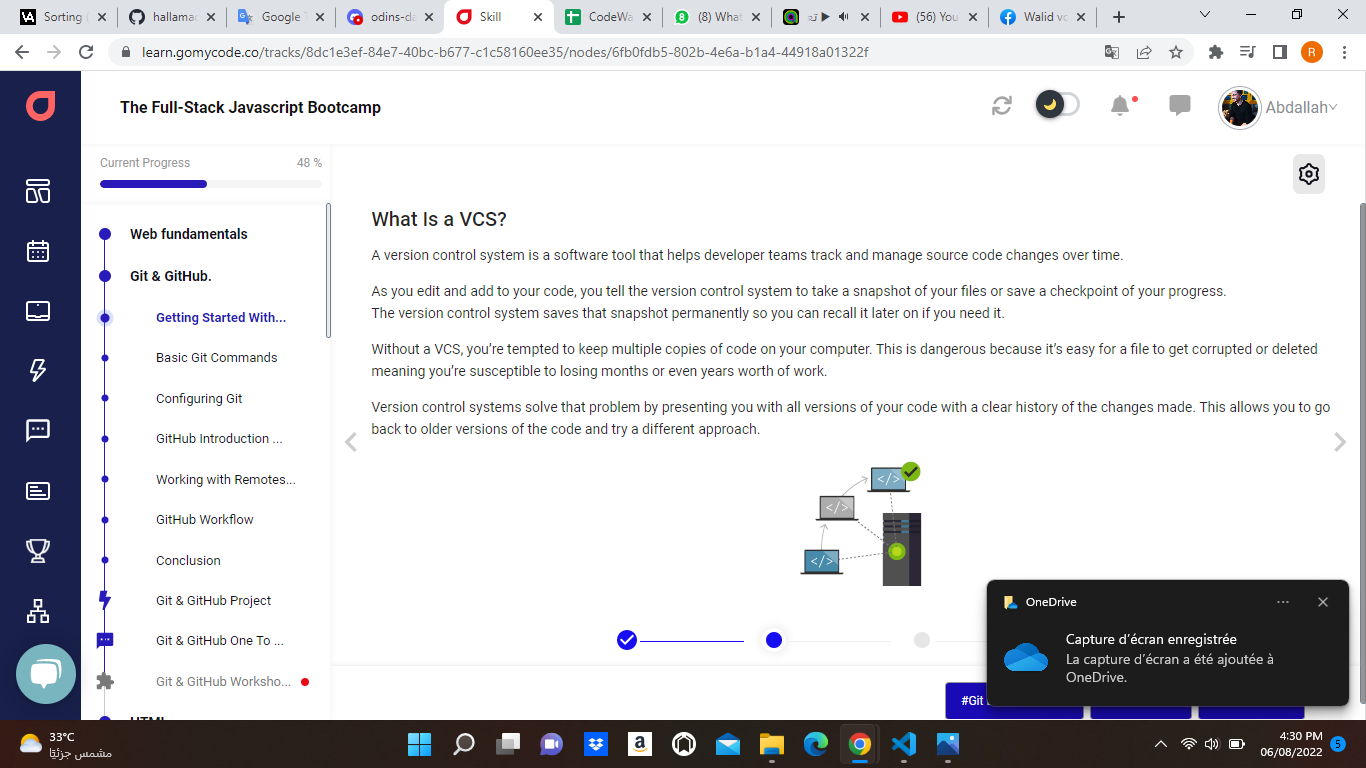 Sorting
hallamac
Google T
odins-da
Skill
CodeWa
(8) What
(56) You
Walid vo
learn.gomycode.co/tracks/8dc1e3ef-84e7-40bc-b677-c1c58160ee35/nodes/6fb0fdb5-802b-4e6a-b1a4-44918a01322f
R
The Full-Stack Javascript Bootcamp
Abdallah
Current Progress 48 %
Web fundamentals
Git & GitHub.
Getting Started With...
Basic Git Commands
Configuring Git
GitHub Introduction ...
Working with Remotes...
GitHub Workflow
Conclusion
Git & GitHub Project
Git & GitHub One To ...
Git & GitHub Worksho...
HTML
What Is a VCS?
A version control system is a software tool that helps developer teams track and manage source code changes over time.
As you edit and add to your code, you tell the version control system to take a snapshot of your files or save a checkpoint of your progress.
The version control system saves that snapshot permanently so you can recall it later on if you need it.
Without a VCS, you're tempted to keep multiple copies of code on your computer. This is dangerous because it's easy for a file to get corrupted or deleted
meaning you're susceptible to losing months or even years worth of work.
Version control systems solve that problem by presenting you with all versions of your code with a clear history of the changes made. This allows you to go
back to older versions of the code and try a different approach.
</>
</>
</>
#Git
OneDrive
Capture d'écran enregistrée
La capture d'écran a été ajoutée à
OneDrive.
33°C
مشمس جزئيًا
4:30 PM
06/08/2022
5